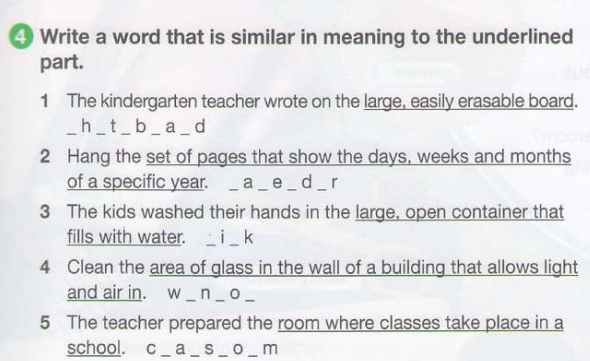 4 Write a word that is similar in meaning to the underlined
part.
1 The kindergarten teacher wrote on the large, easily erasable board.
_ h _ t _ b _ a _ d
2 Hang the set of pages that show the days, weeks and months
of a specific year. _ a _ e _ d _ r
3 The kids washed their hands in the large, open container that
fills with water. _ i _ k
4 Clean the area of glass in the wall of a building that allows light
and air in. w _ n _ o _
5 The teacher prepared the room where classes take place in a
school. c _ a _ s _ o _ m